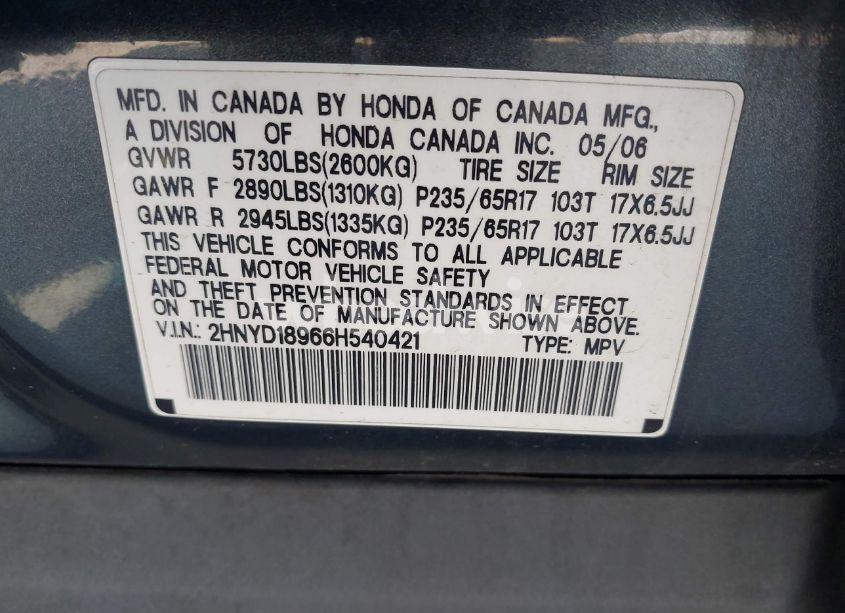 MFD. IN CANADA BY HONDA OF CANADA MFG.,
A DIVISION OF HONDA CANADA INC. 05/06
GVWR 5730LBS(2600KG) TIRE SIZE RIM SIZE
GAWR F 2890LBS(1310KG) P235/65R17 103T 17X6.5JJ
GAWR R 2945LBS(1335KG) P235/65R17 103T 17X6.5JJ
THIS VEHICLE CONFORMS TO ALL APPLICABLE
FEDERAL MOTOR VEHICLE SAFETY
AND THEFT PREVENTION STANDARDS IN EFFECT
ON THE DATE OF MANUFACTURE SHOWN ABOVE.
V.I.N.: 2HNYD18966H540421 TYPE: MPV